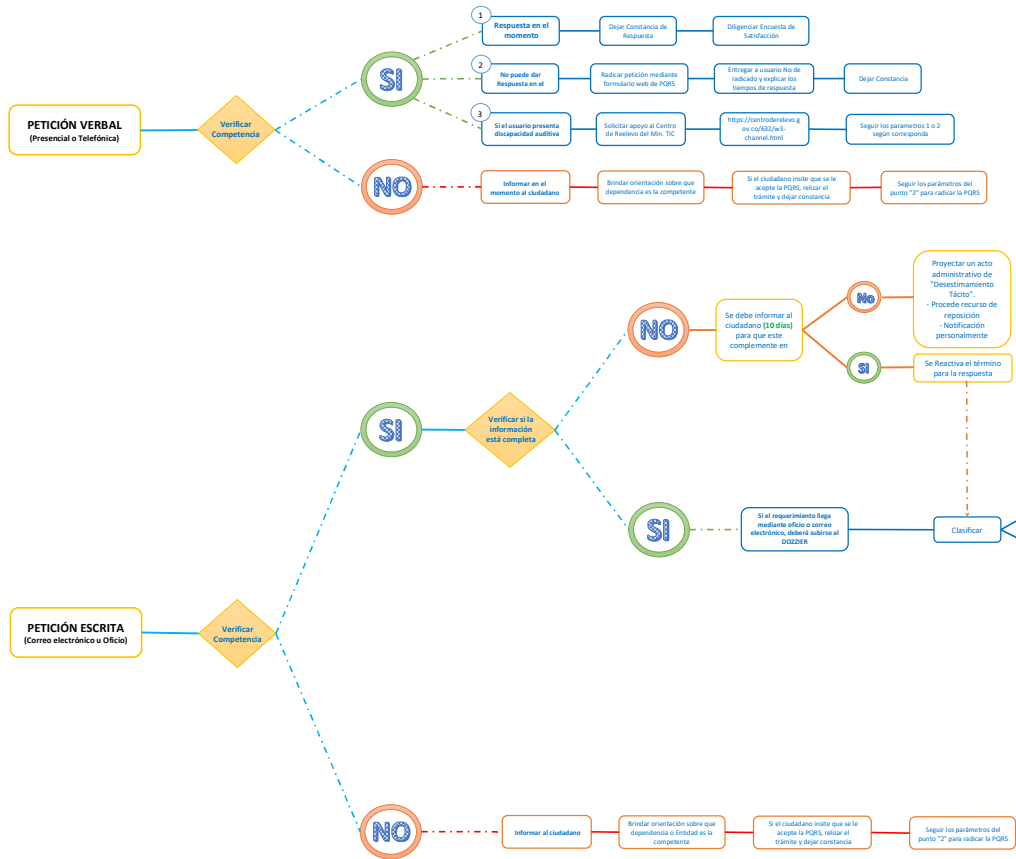 1
Respuesta en el
momento
Dejar Constancia de
Respuesta
Diligenciar Encuesta de
Satisfacción
SI
2
No puede dar
Respuesta en el
Radicar petición mediante
formulario web de PQRS
Entregar a usuario No de
radicado y explicar los
tiempos de respuesta
Dejar Constancia
PETICIÓN VERBAL
(Presencial o Telefónica)
Verificar
Competencia
3
Si el usuario presenta
discapacidad auditiva
Solicitar apoyo al Centro
de Reelevo del Min. TIC
https://centroderelevo.g
ov.co/632/w3-
channel.html
Seguir los parametros 1 o 2
según corresponda
NO
Informar en el
momento al ciudadano
Brindar orientación sobre que
dependencia es la competente
Si el ciudadano insite que se le
acepte la PQRS, relizar el
trámite y dejar constancia
Seguir los parámetros del
punto "2" para radicar la PQRS
NO
Se debe informar al
ciudadano (10 días)
para que este
complemente en
No
Proyectar un acto
administrativo de
"Desestimamiento
Tácito".
- Procede recurso de
reposición
- Notificación
personalmente
SI
Se Reactiva el término
para la respuesta
SI
Verificar si la
información
está completa
SI
Si el requerimiento llega
mediante oficio o correo
electrónico, deberá subirse al
DOZZIER
Clasificar
PETICIÓN ESCRITA
(Correo electrónico u Oficio)
Verificar
Competencia
NO
Informar al ciudadano
Brindar orientación sobre que
dependencia o Entidad es la
competente
Si el ciudadano insite que se le
acepte la PQRS, relizar el
trámite y dejar constancia
Seguir los parámetros del
punto "2" para radicar la PQRS